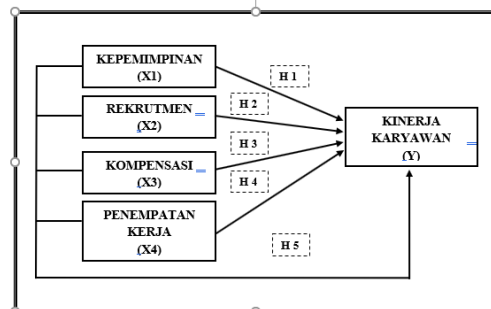 KEPEMIMPINAN
(X1)
H 1
REKRUTMEN
(X2)
H 2
KOMPENSASI
(X3)
H 3
PENEMPATAN
KERJA
(X4)
H 4
KINERJA
KARYAWAN
(Y)
H 5